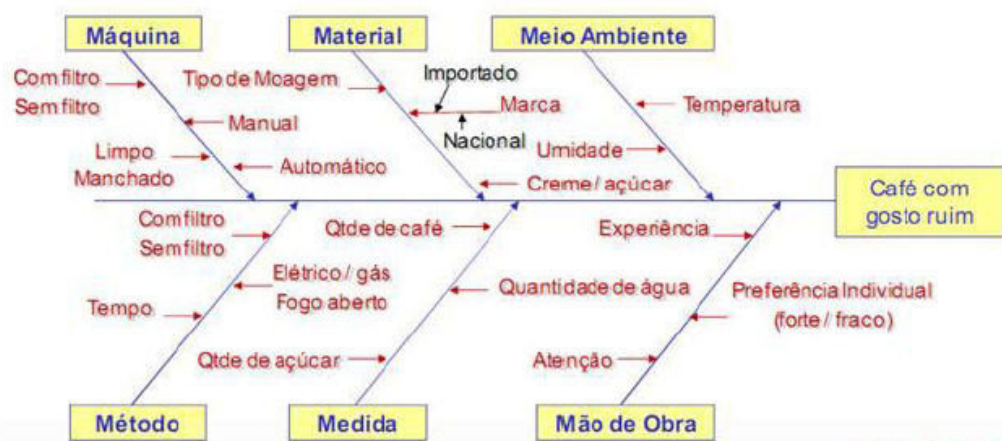 Máquina
Material
Meio Ambiente
Com filtro
Sem filtro
Manual
Limpo
Manchado
Automático
Tipo de Moagem
Importado
Marca
Nacional
Creme / açúcar
Temperatura
Umidade
Café com
gosto ruim
Com filtro
Sem filtro
Elétrico / gás
Fogo aberto
Tempo
Qtde de café
Quantidade de água
Qtde de açúcar
Experiência
Preferência Individual
(forte / fraco)
Atenção
Método
Medida
Mão de Obra